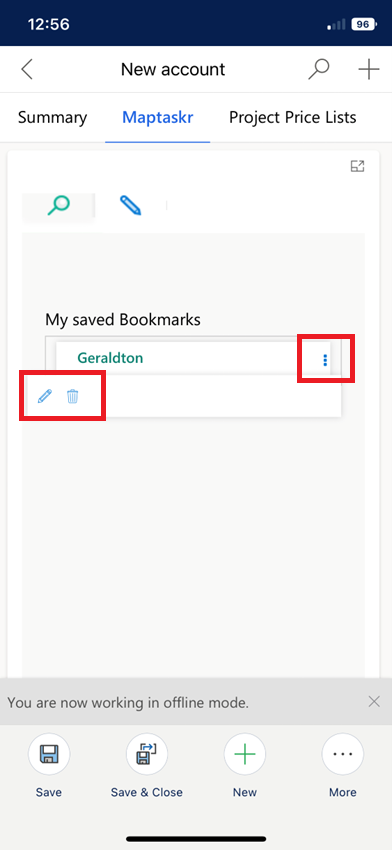 12:56
96
New account
Summary
Maptaskr
Project Price Lists
My saved Bookmarks
Geraldton
You are now working in offline mode.
Save
Save & Close
New
More